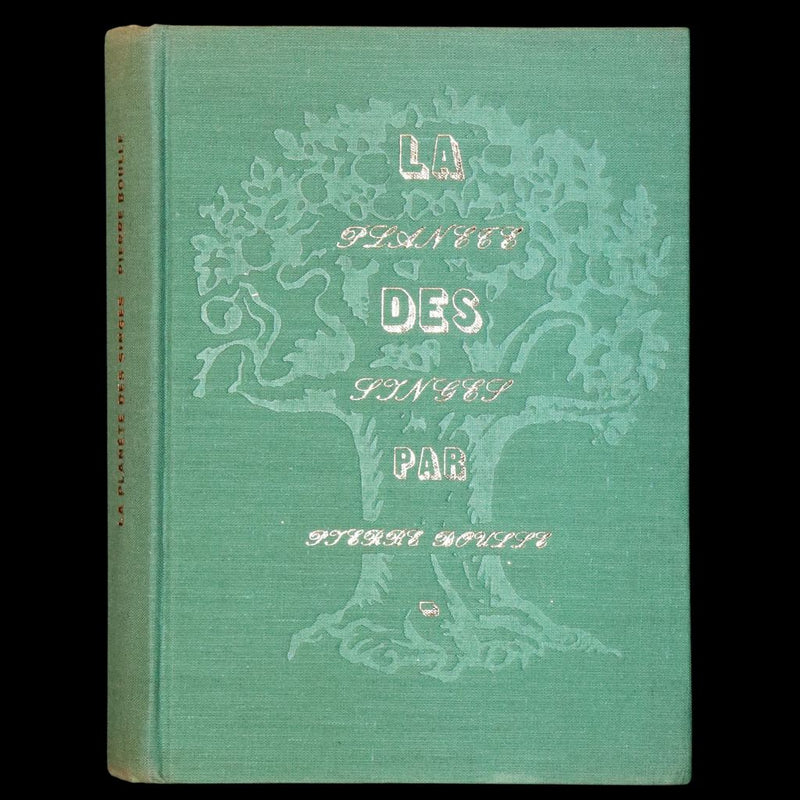 LA
PLANETE
DES
SINGES
PAR
PIERRE BOULLE
LA PLANÈTE DES SINGES PIERRE BOULLE